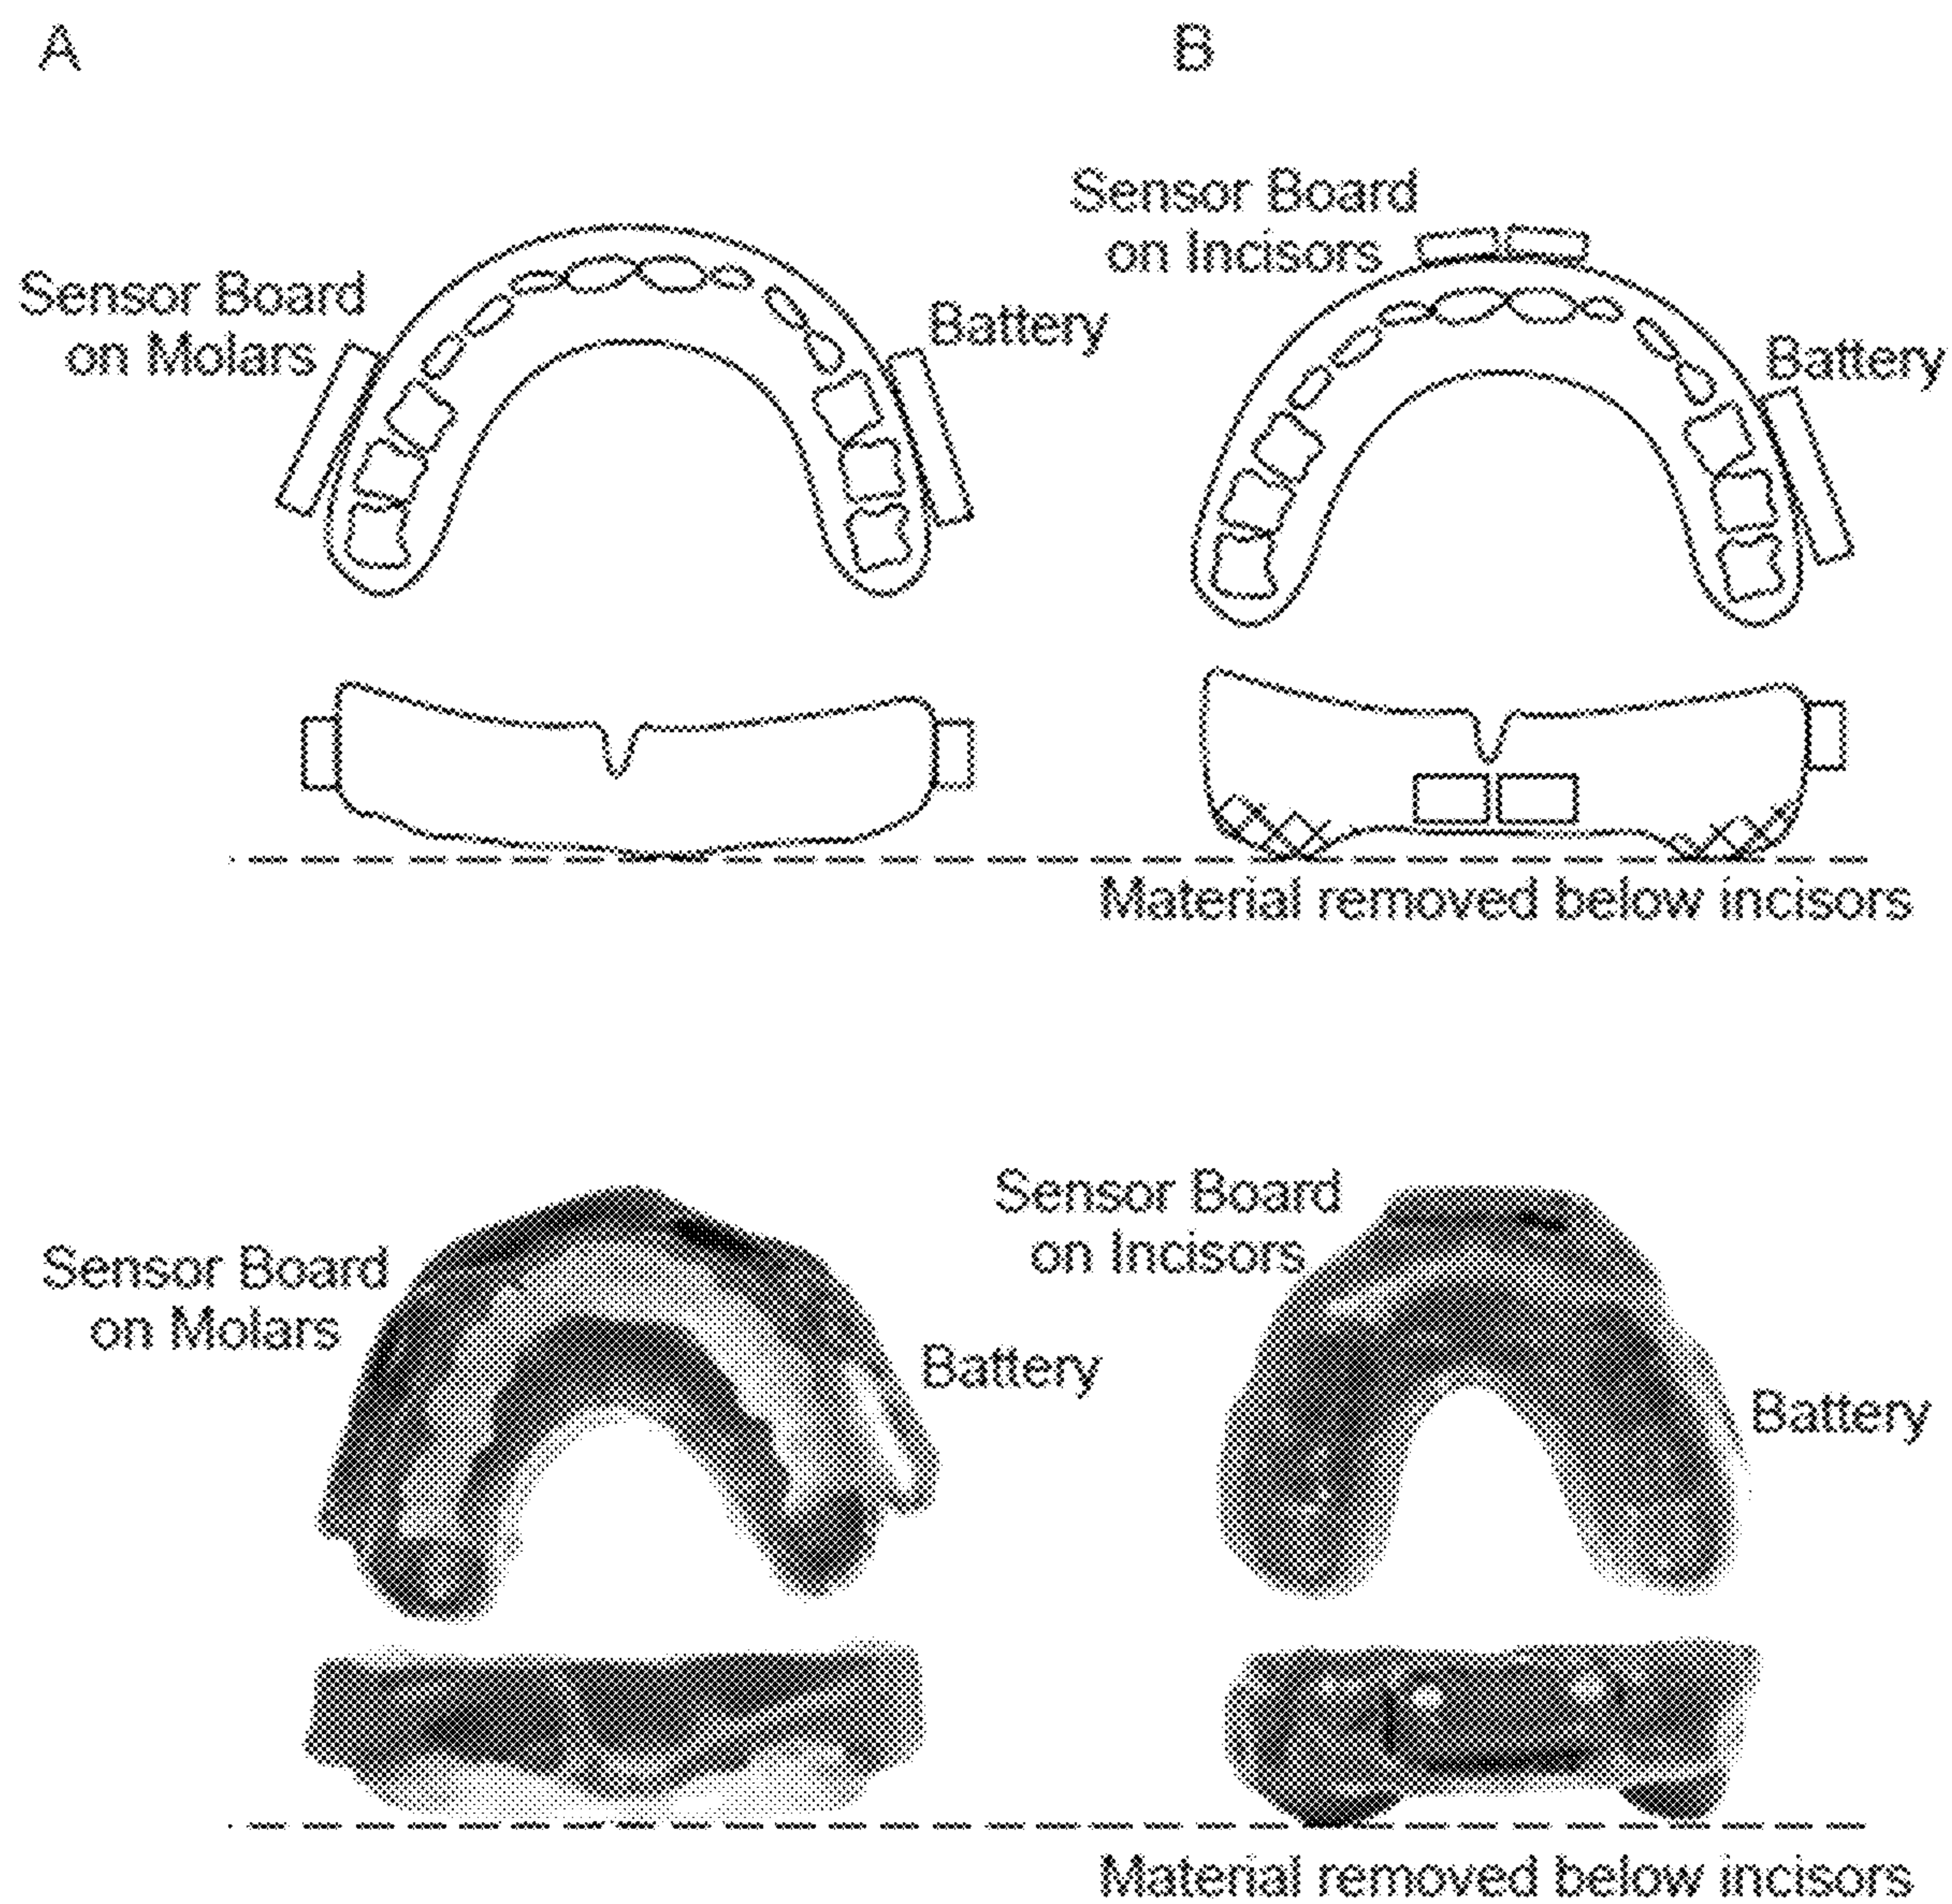 A
B
Sensor Board
on Incisors
Sensor Board
on Molars
Battery
Battery
Material removed below incisors
Sensor Board
on Incisors
Sensor Board
on Molars
Battery
Battery
Material removed below incisors